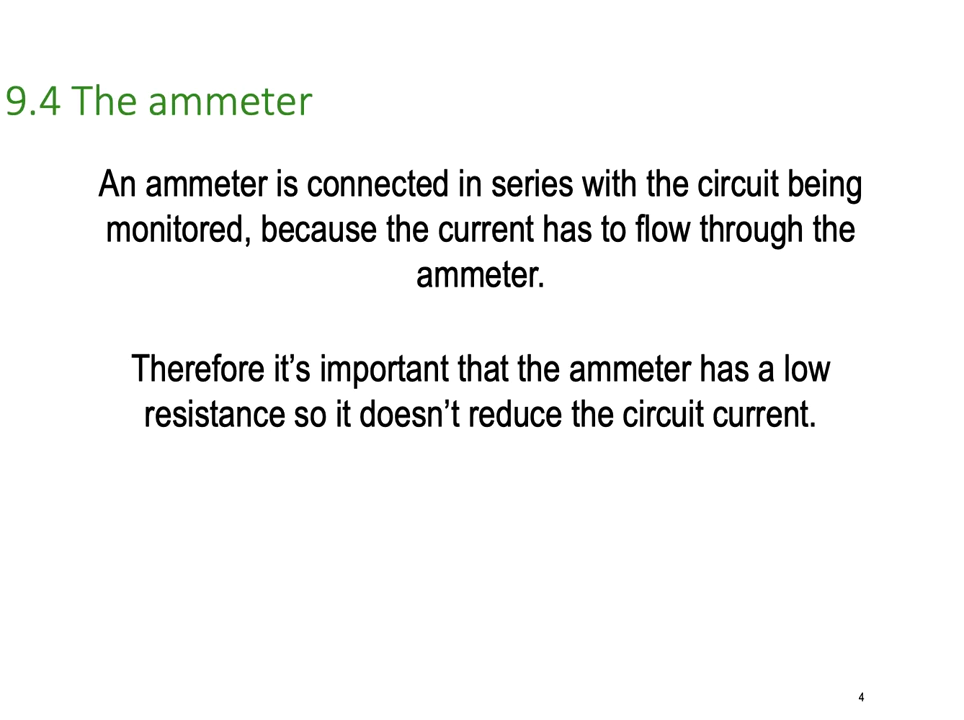 9.4 The ammeter
An ammeter is connected in series with the circuit being
monitored, because the current has to flow through the
ammeter.
Therefore it’s important that the ammeter has a low
resistance so it doesn’t reduce the circuit current.
4